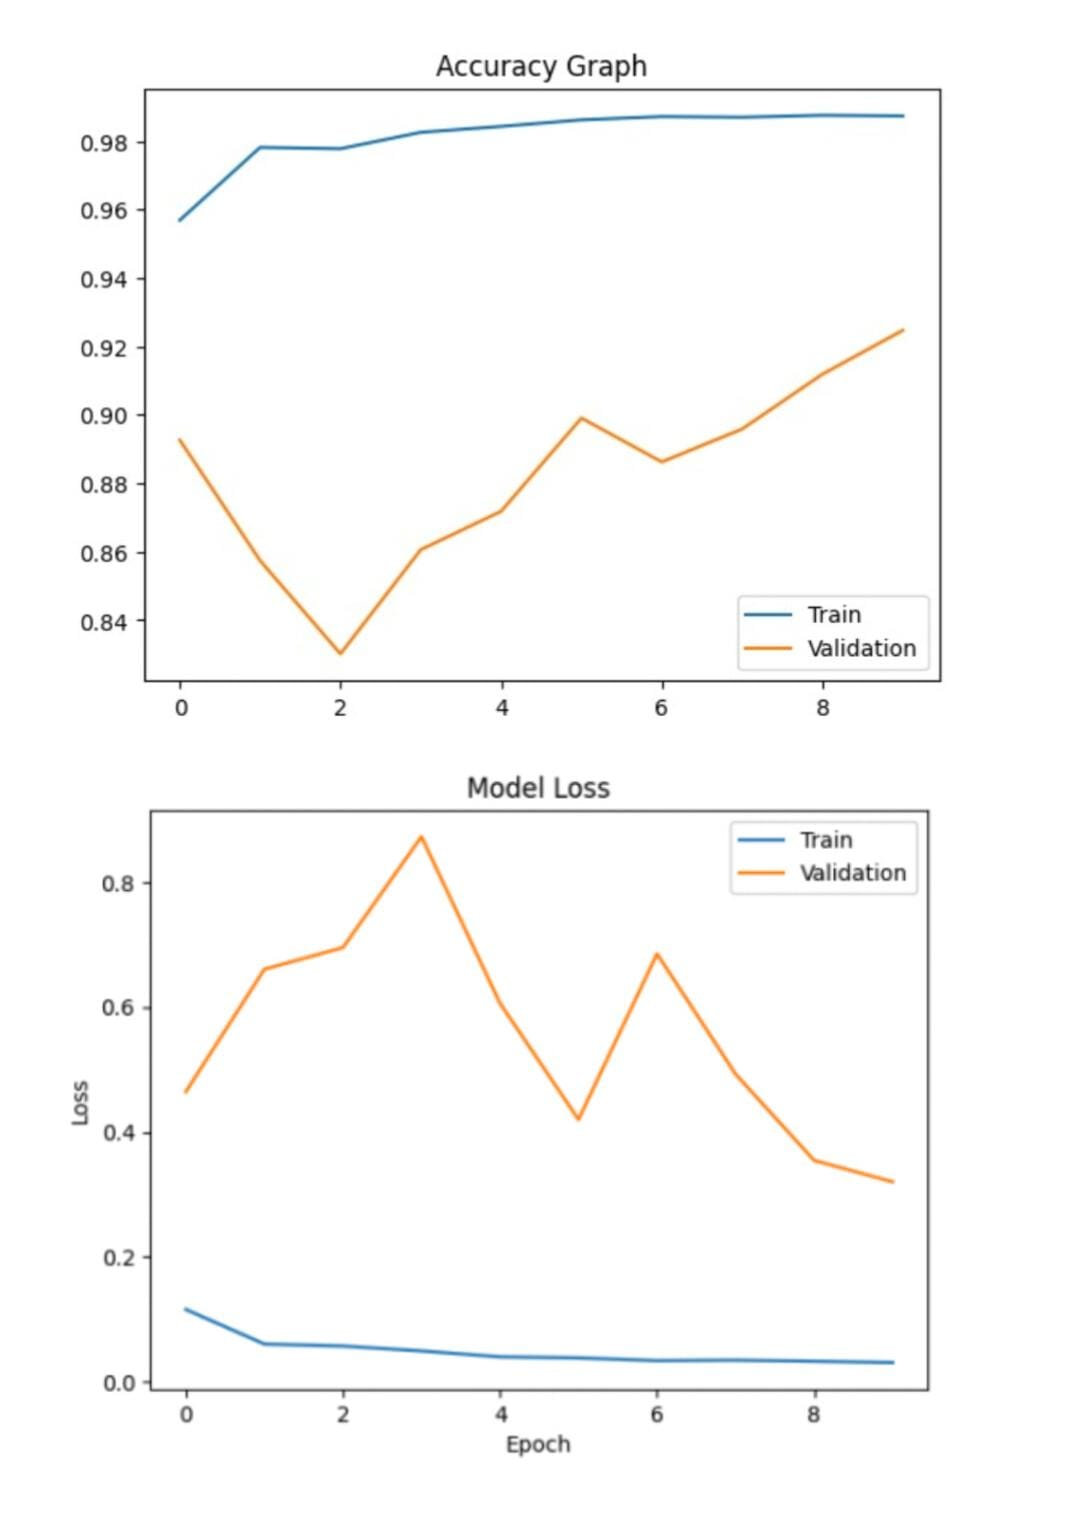 Accuracy Graph
0.98
0.96
0.94
0.92
0.90
0.88
0.86
0.84
Train
Validation
0 2 4 6 8
Model Loss
Train
Validation
0.8
0.6
0.4
0.2
0.0
Loss
0 2 4 6 8
Epoch